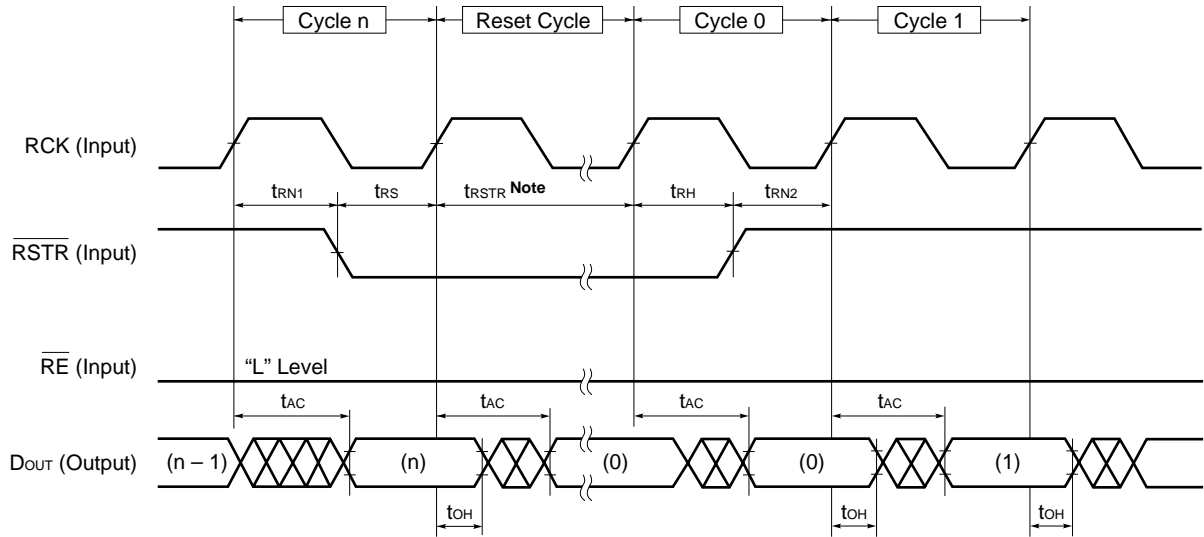 Cycle n Reset Cycle Cycle 0 Cycle 1
RCK (Input)
tRN1 tRS tRSTR Note tRH tRN2
RSTR (Input)
RE (Input) “L” Level
tAC tAC tAC tAC
DOUT (Output) (n – 1) (n) (0) (0) (1)
tOH tOH tOH